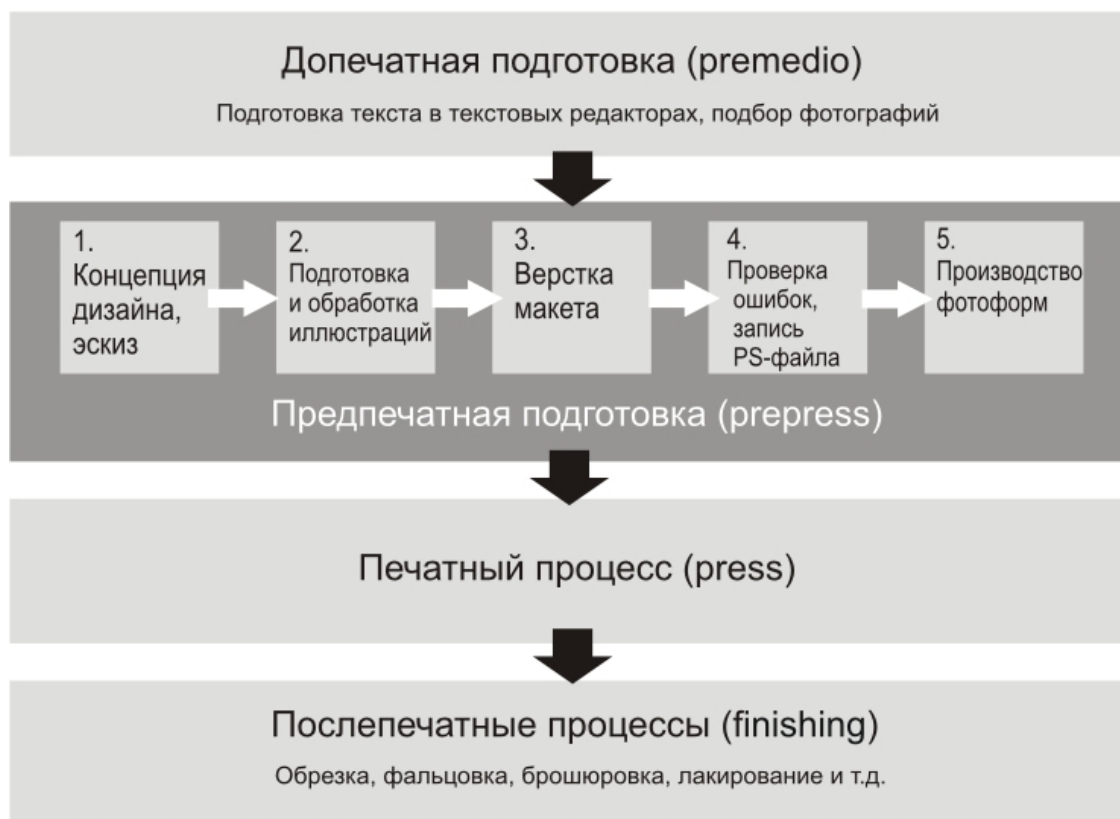 Допечатная подготовка (premedio)
Подготовка текста в текстовых редакторах, подбор фотографий
1.
Концепция
дизайна,
эскиз
2.
Подготовка
и обработка
иллюстраций
3.
Верстка
макета
4.
Проверка
ошибок,
запись
PS-файла
5.
Производство
фотоформ
Предпечатная подготовка (prepress)
Печатный процесс (press)
Послепечатные процессы (finishing)
Обрезка, фальцовка, брошюровка, лакирование и т.д.